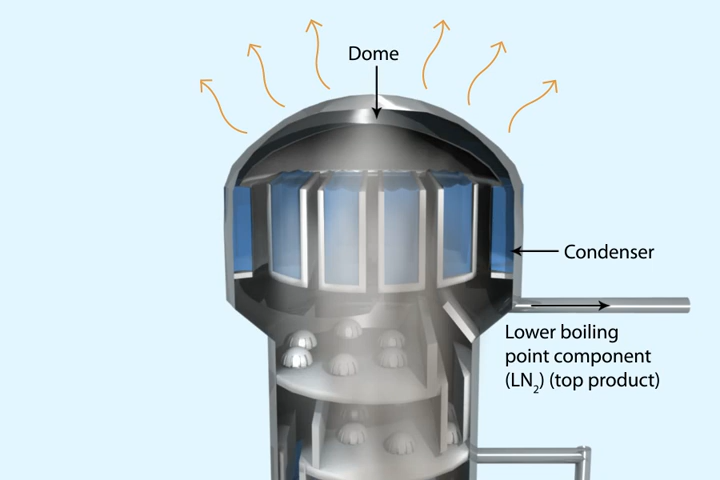 Dome
Condenser
Lower boiling
point component
(LN₂) (top product)